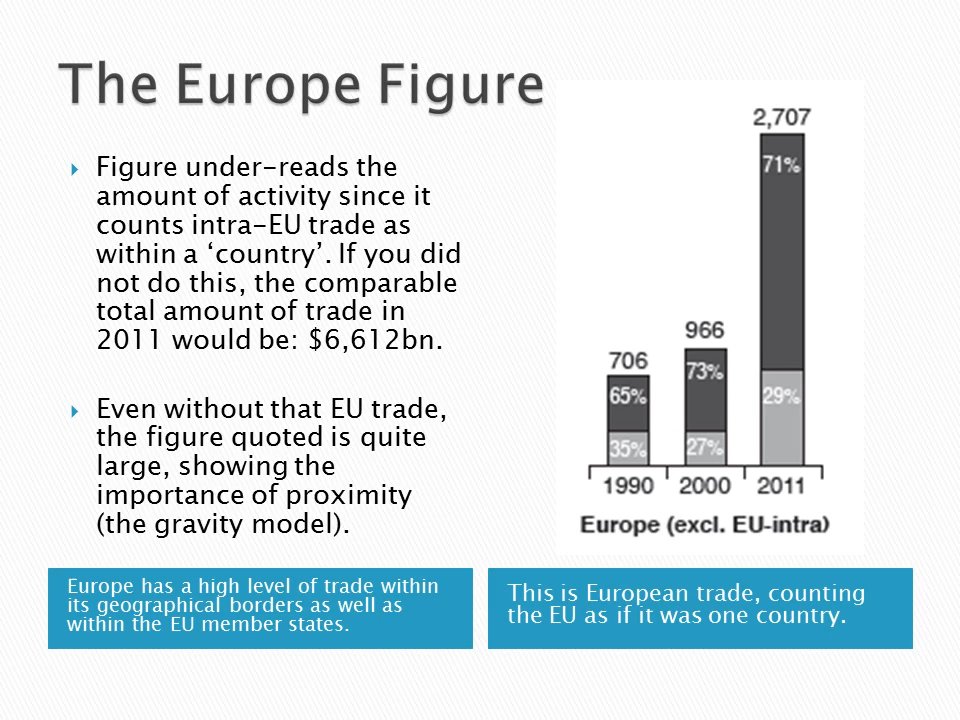 The Europe Figure
Figure under-reads the
amount of activity since it
counts intra-EU trade as
within a ‘country’. If you did
not do this, the comparable
total amount of trade in
2011 would be: $6,612bn.
Even without that EU trade,
the figure quoted is quite
large, showing the
importance of proximity
(the gravity model).
2,707
71%
966
706
73%
65%
29%
35%
27%
1990 2000 2011
Europe (excl. EU-intra)
Europe has a high level of trade within
its geographical borders as well as
within the EU member states.
This is European trade, counting
the EU as if it was one country.